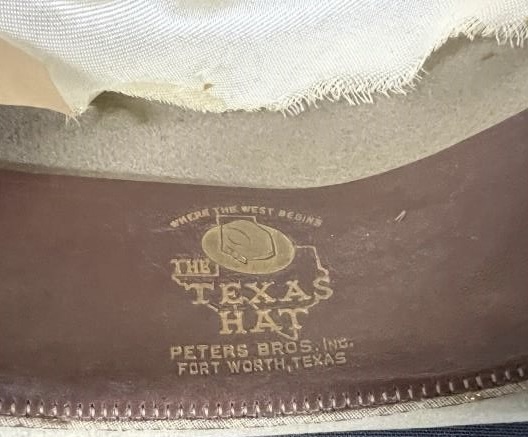 WHERE THE WEST BEGINS
THE
TEXAS
HAT
PETERS BROS. INC.
FORT WORTH, TEXAS